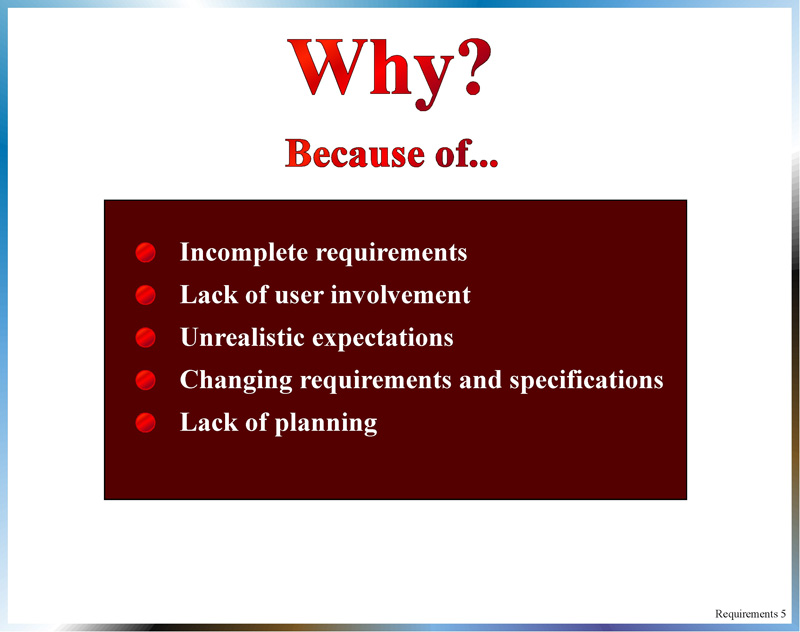 Why?
Because of...
Incomplete requirements
Lack of user involvement
Unrealistic expectations
Changing requirements and specifications
Lack of planning
Requirements 5